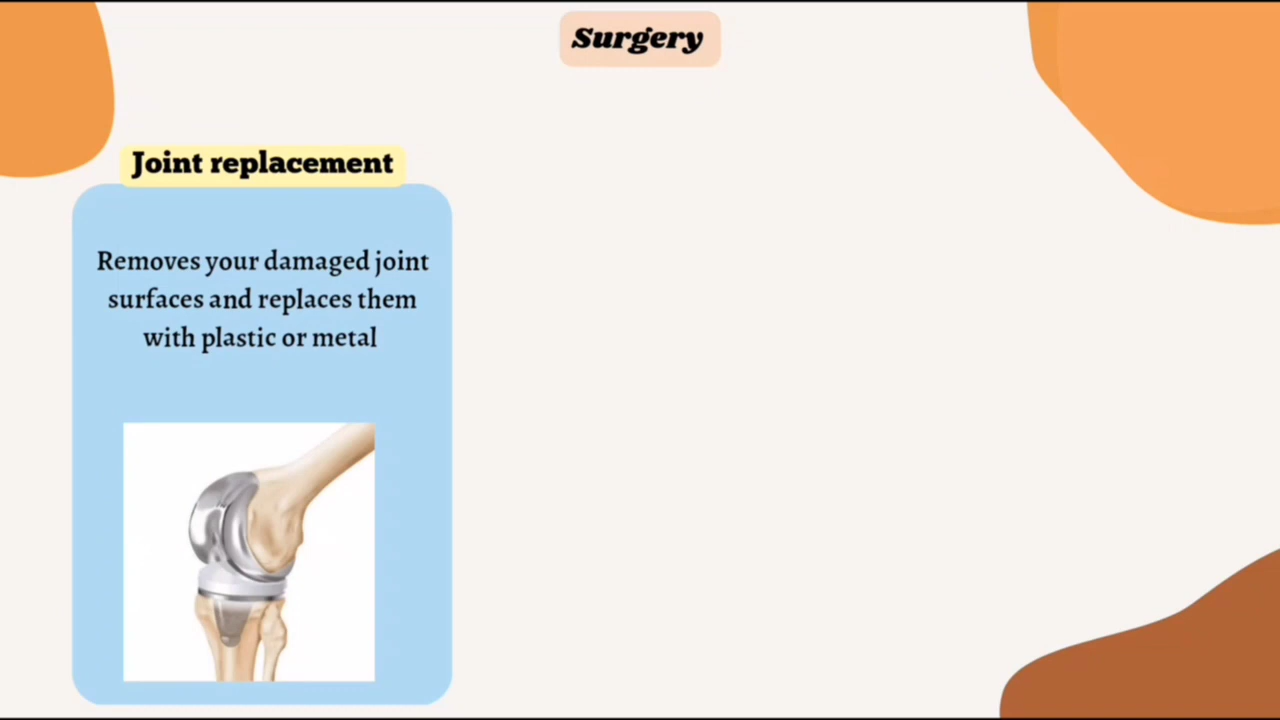 Surgery
Joint replacement
Removes your damaged joint
surfaces and replaces them
with plastic or metal